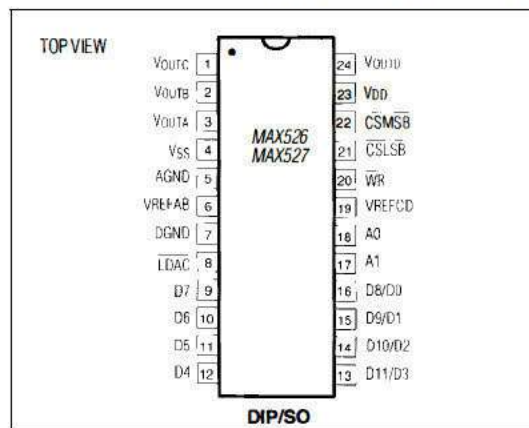 TOP VIEW
VOUTC 1
VOUTB 2
VOUTA 3
VSS 4
AGND 5
VREFAB 6
DGND 7
LDAC 8
D7 9
D6 10
D5 11
D4 12
MAX526
MAX527
24 VOUTD
23 VDD
22 CSMSB
21 CSLSB
20 WR
19 VREFCD
18 A0
17 A1
16 D8/D0
15 D9/D1
14 D10/D2
13 D11/D3
DIP/SO